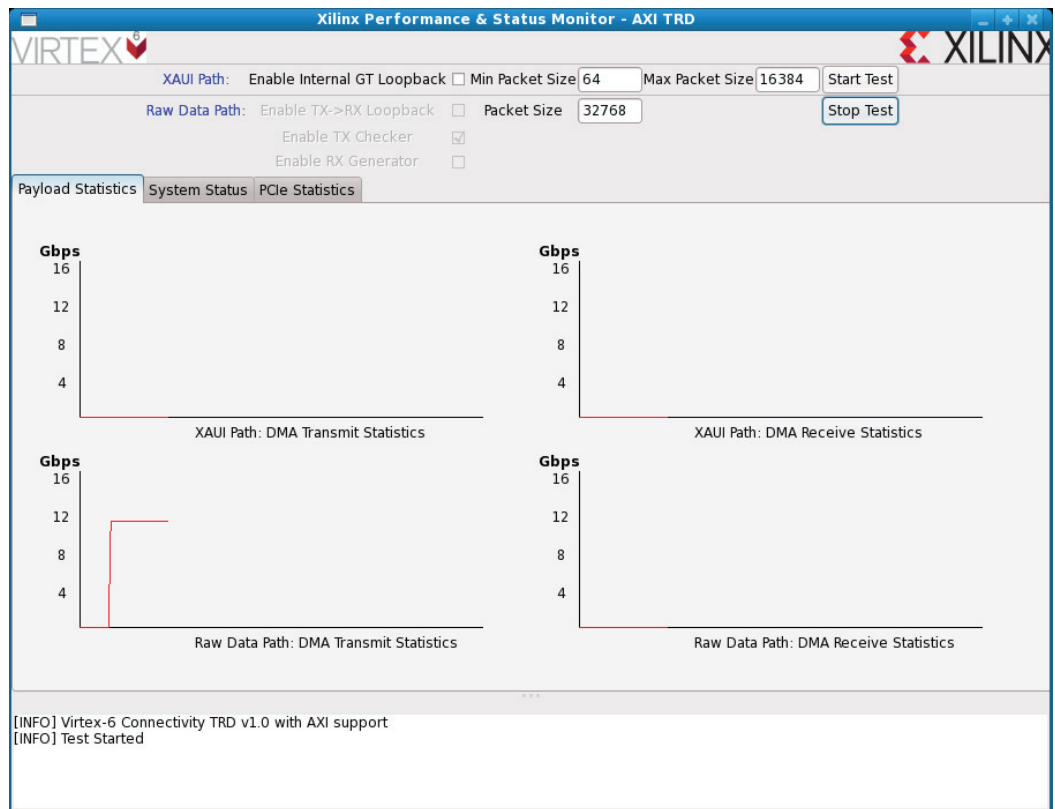 Xilinx Performance & Status Monitor - AXI TRD
VIRTEX 6
XILINX
XAUI Path: Enable Internal GT Loopback Min Packet Size 64 Max Packet Size 16384 Start Test
Raw Data Path: Enable TX->RX Loopback Packet Size 32768 Stop Test
Enable TX Checker
Enable RX Generator
Payload Statistics System Status PCIe Statistics
Gbps
16
12
8
4
XAUI Path: DMA Transmit Statistics
Gbps
16
12
8
4
XAUI Path: DMA Receive Statistics
Gbps
16
12
8
4
Raw Data Path: DMA Transmit Statistics
Gbps
16
12
8
4
Raw Data Path: DMA Receive Statistics
[INFO] Virtex-6 Connectivity TRD v1.0 with AXI support
[INFO] Test Started